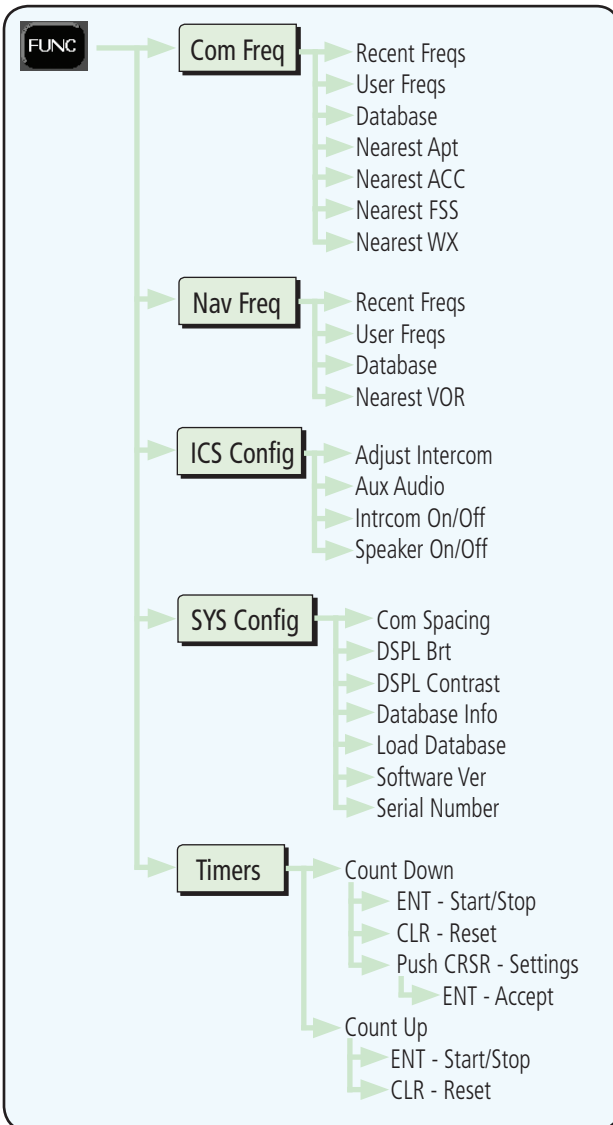 FUNC
Com Freq
Recent Freqs
User Freqs
Database
Nearest Apt
Nearest ACC
Nearest FSS
Nearest WX
Nav Freq
Recent Freqs
User Freqs
Database
Nearest VOR
ICS Config
Adjust Intercom
Aux Audio
Intrcom On/Off
Speaker On/Off
SYS Config
Com Spacing
DSPL Brt
DSPL Contrast
Database Info
Load Database
Software Ver
Serial Number
Timers
Count Down
ENT - Start/Stop
CLR - Reset
Push CRSR - Settings
ENT - Accept
Count Up
ENT - Start/Stop
CLR - Reset